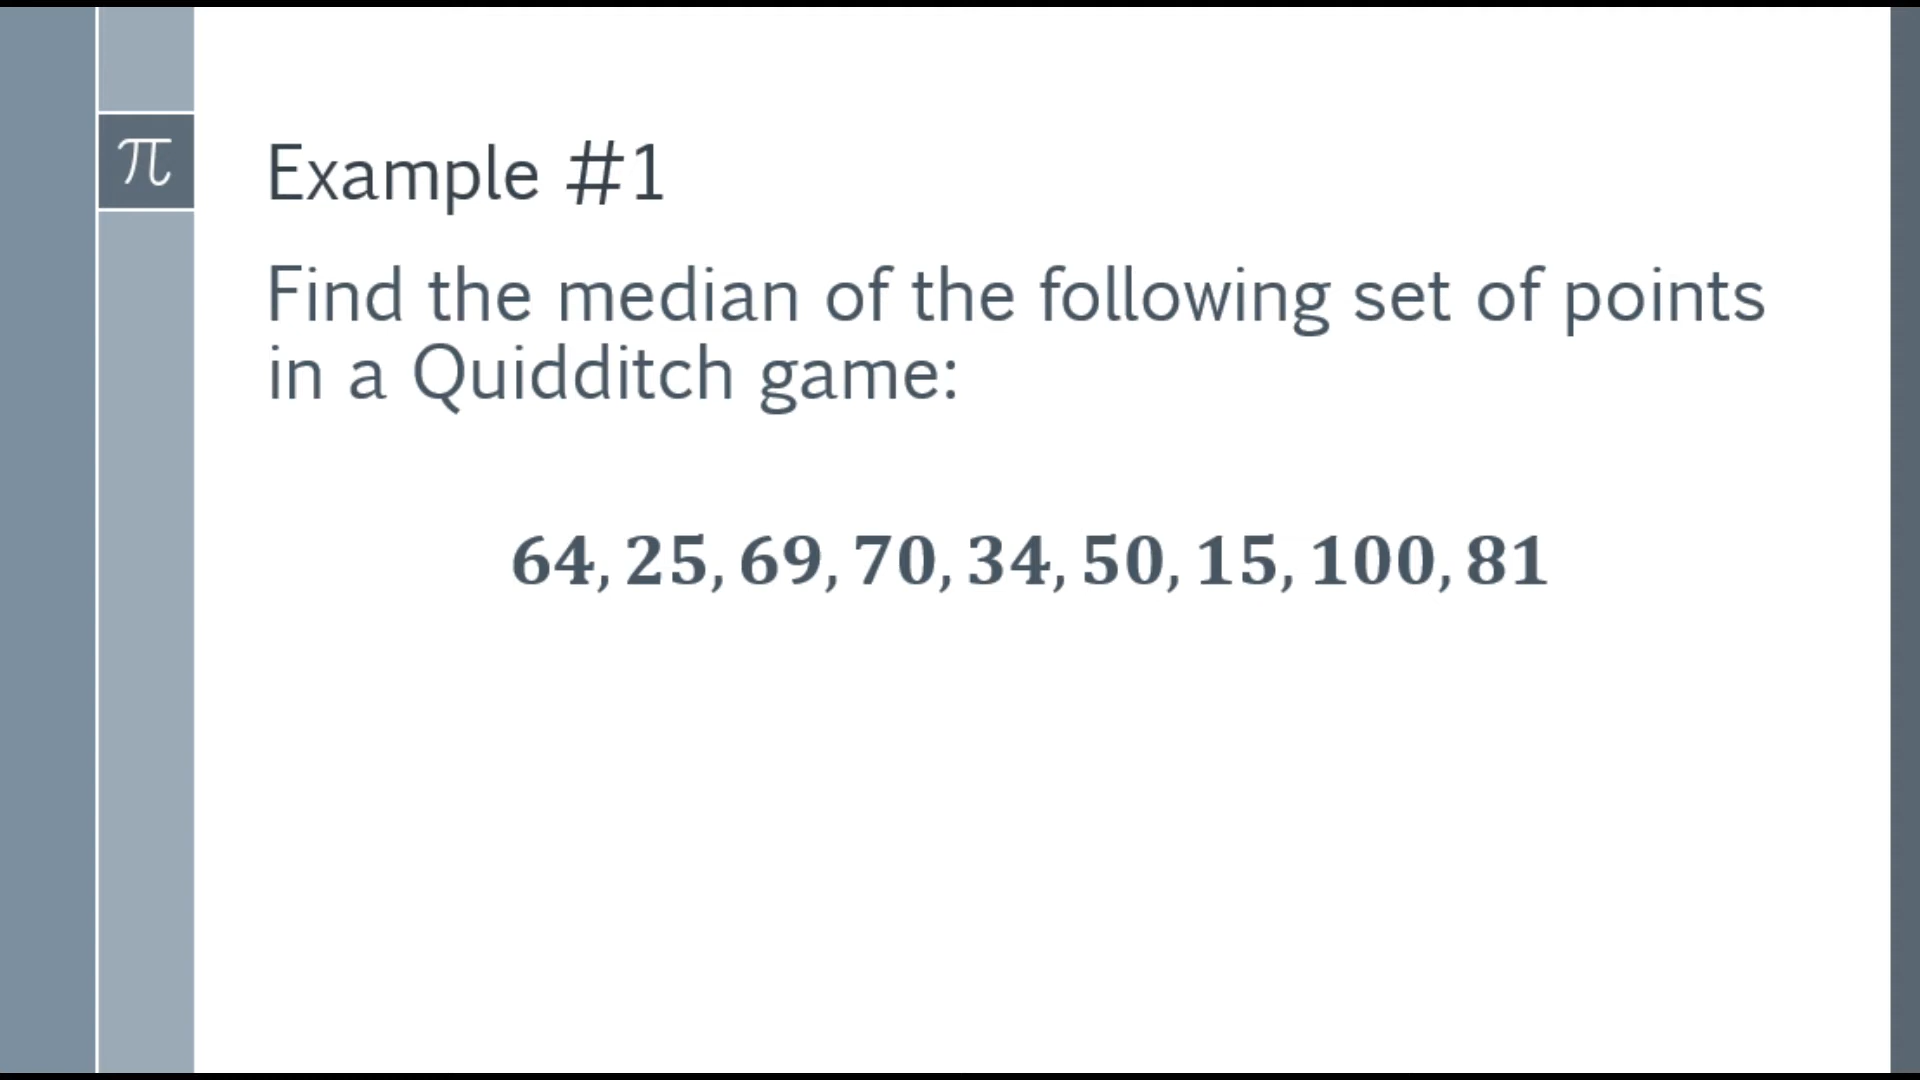 π
Example #1
Find the median of the following set of points
in a Quidditch game:
64, 25, 69, 70, 34, 50, 15, 100, 81